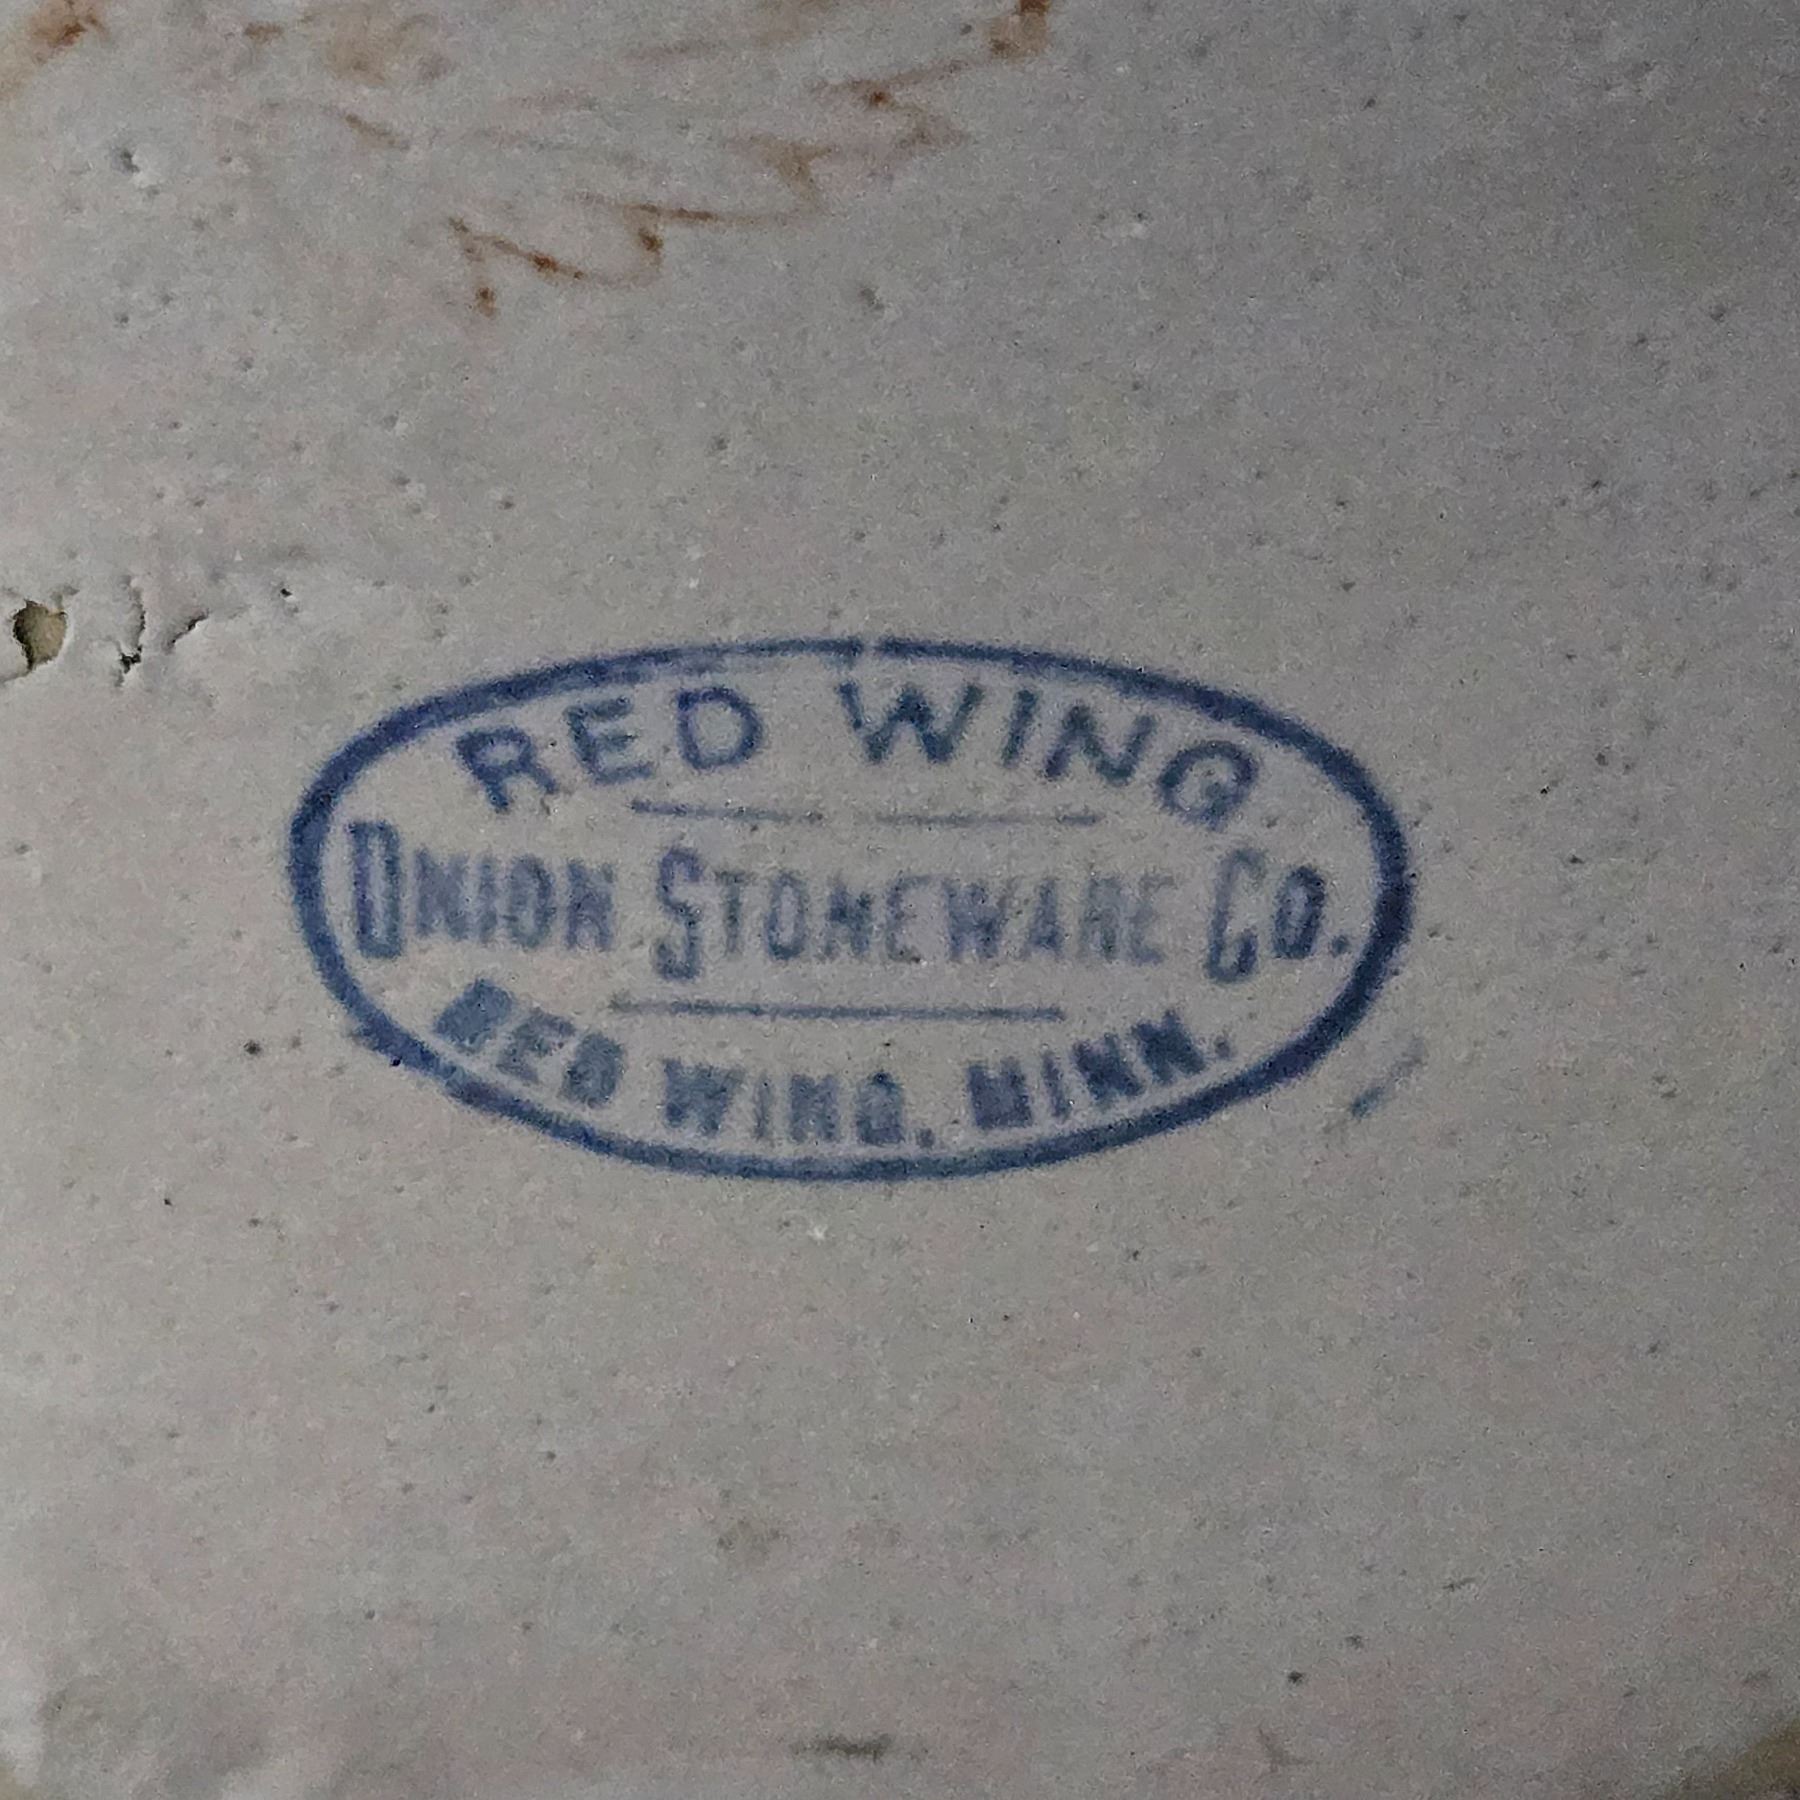 RED WING
UNION STONEWARE CO.
RED WING, MINN.